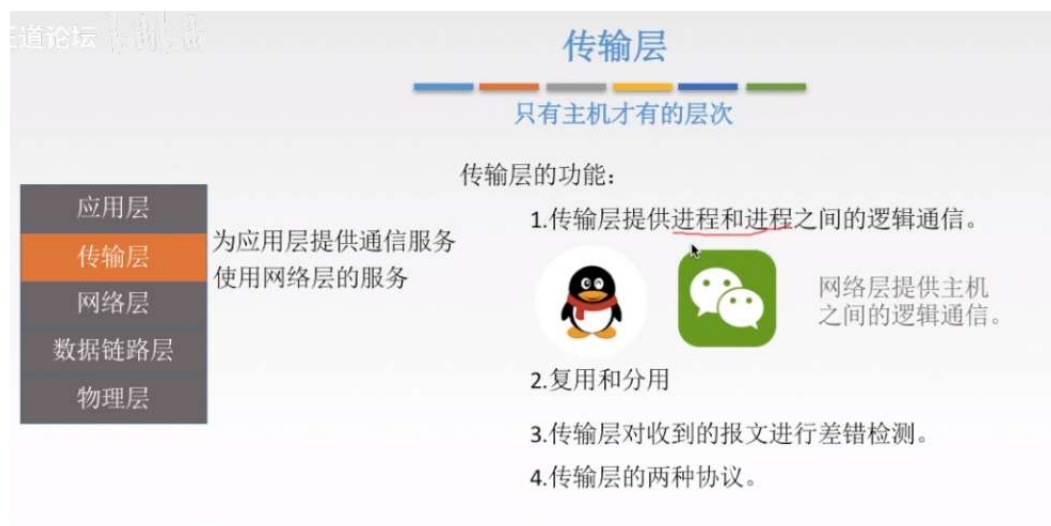 王道论坛
传输层
只有主机才有的层次
传输层的功能：
应用层
传输层
网络层
数据链路层
物理层
为应用层提供通信服务
使用网络层的服务
1.传输层提供进程和进程之间的逻辑通信。
网络层提供主机
之间的逻辑通信。
2.复用和分用
3.传输层对收到的报文进行差错检测。
4.传输层的两种协议。